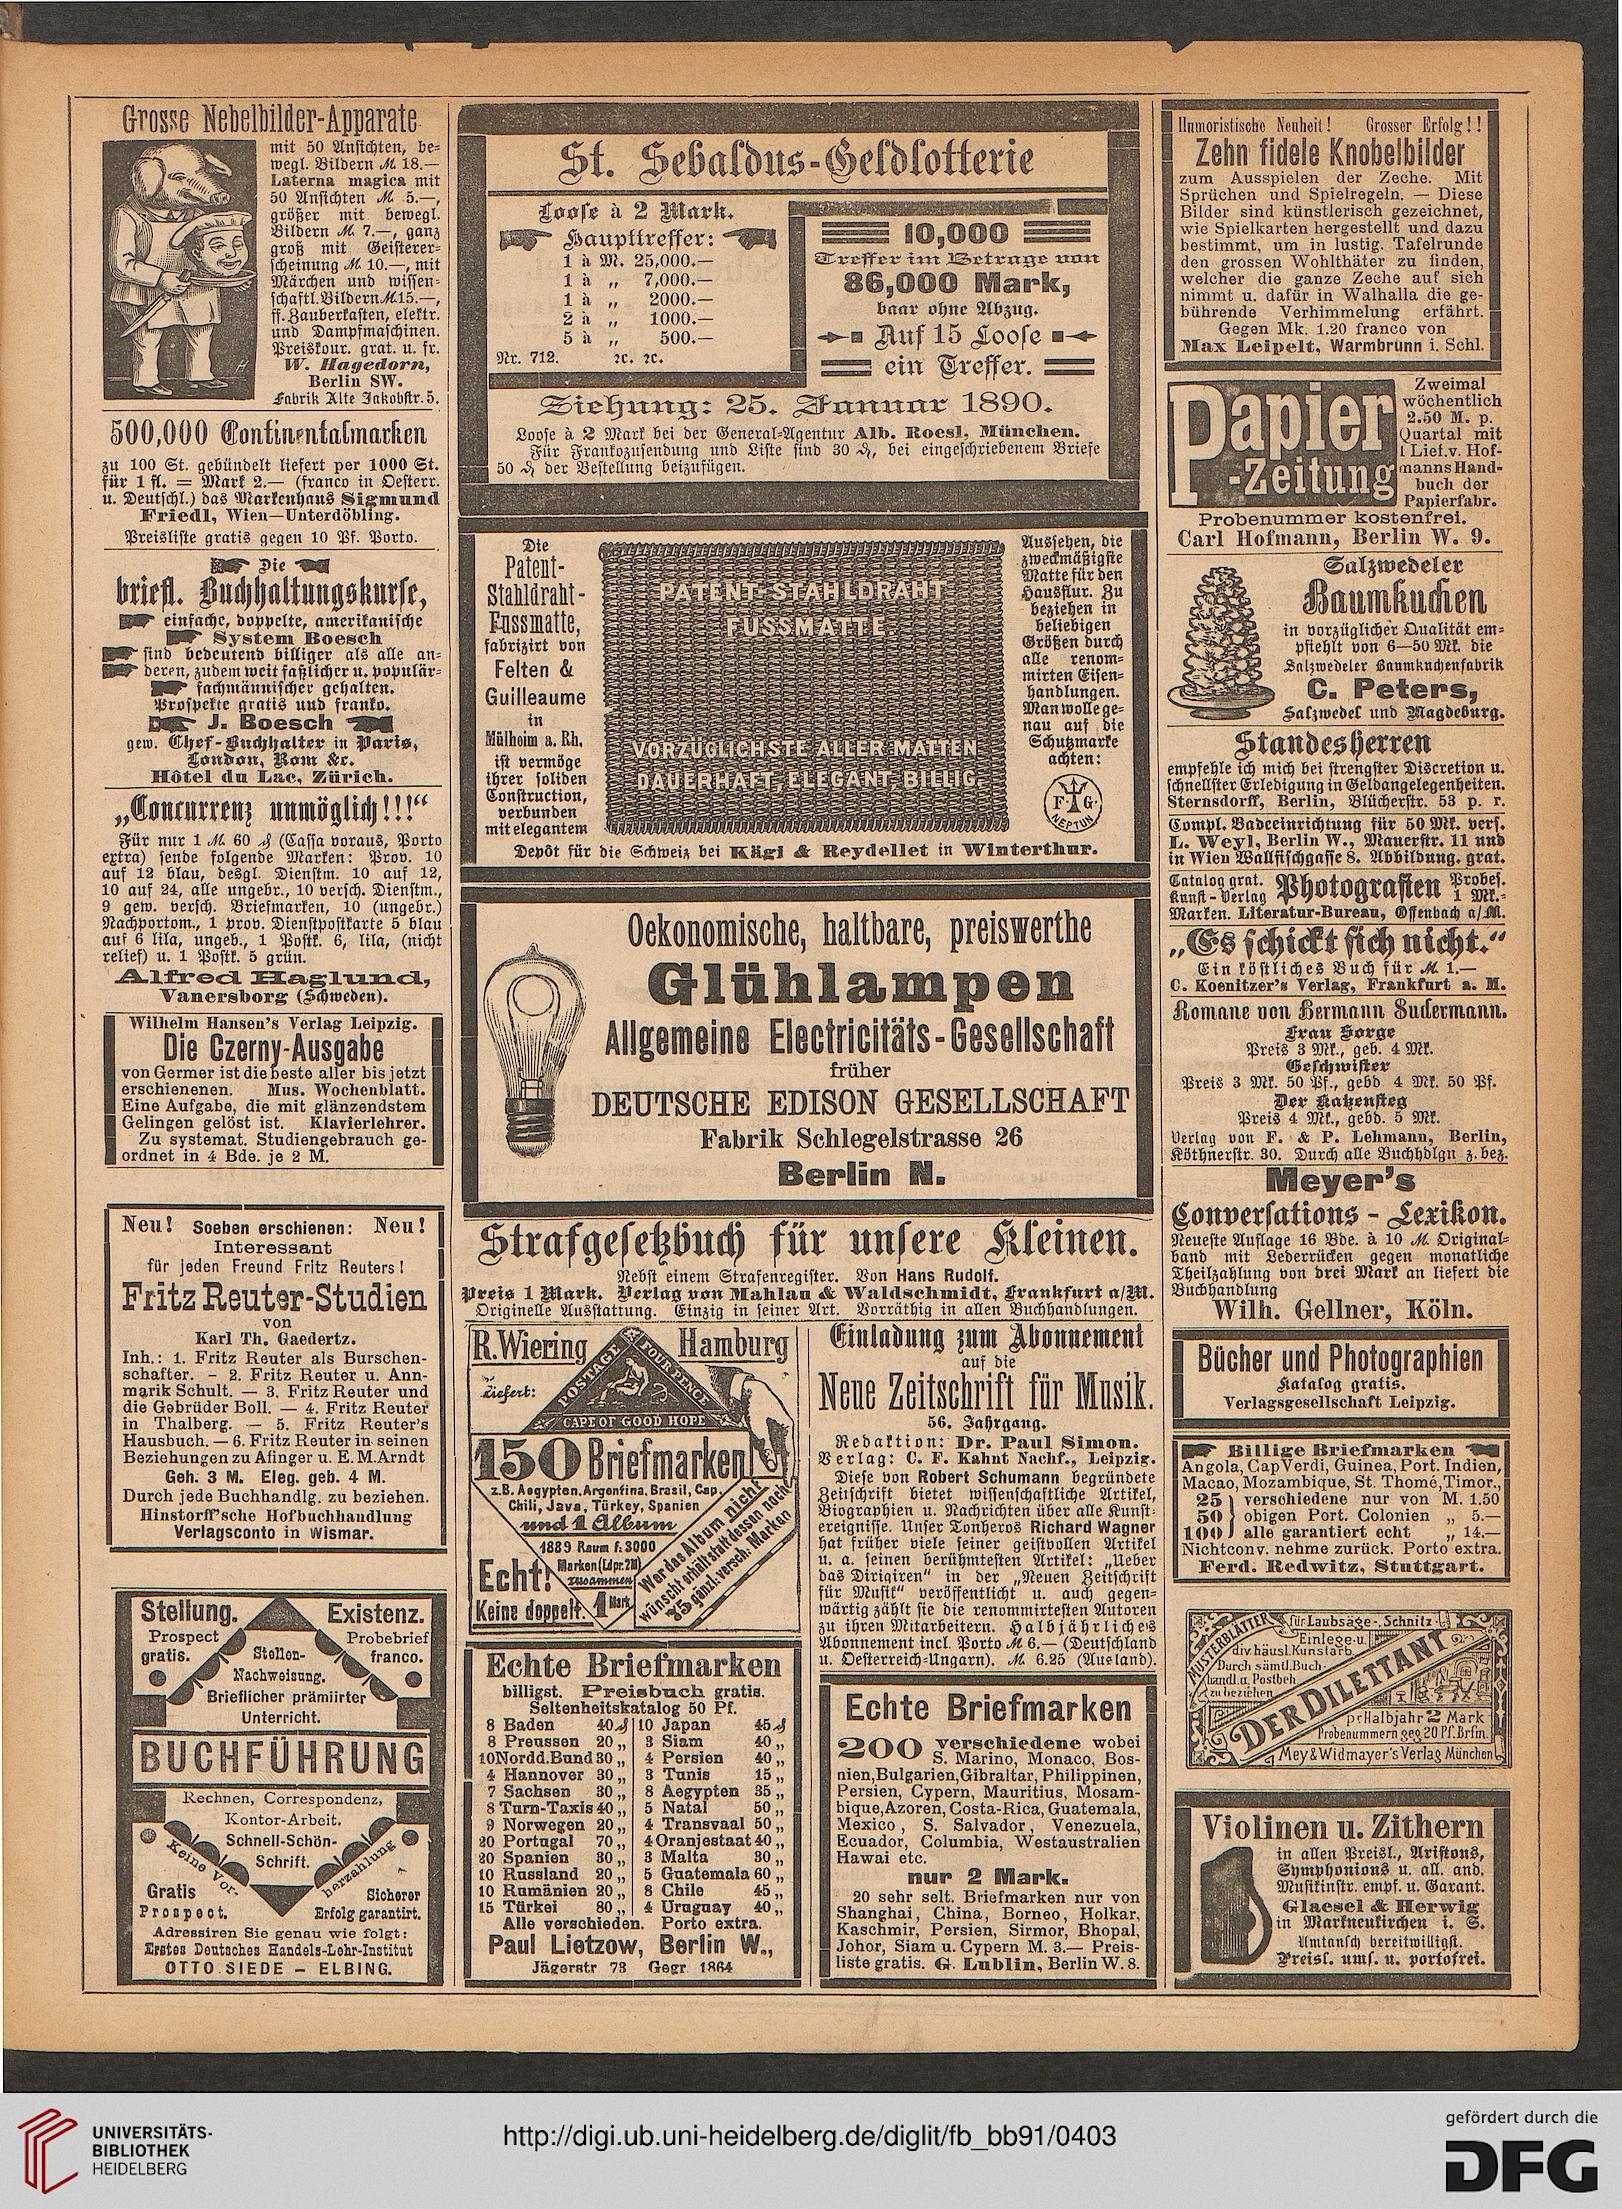 Grosse Nebelbilder-Apparate
mit 50 Ansichten, be-
wegl. Bildern M. 18.—
Laterna magica mit
50 Ansichten M. 5.—,
größer mit bewegl.
Bildern M. 7.—, ganz
groß mit Geisterer-
scheinung M. 10.—, mit
Märchen und wissen-
schaftl. Bildern M. 15.—,
ff. Zauberkasten, elektr.
und Dampfmaschinen.
Preiskour. grat. u. fr.
W. Hagedorn,
Berlin SW.
Fabrik Alte Jakobstr. 5.
500,000 Continentalmarken
zu 100 St. gebündelt liefert per 1000 St.
für 1 fl. = Mark 2.— (franco in Oesterr.
u. Deutschl.) das Markenhaus Sigmund
Friedl, Wien—Unterdöbling.
Preisliste gratis gegen 10 Pf. Porto.
Die
briefl. Buchhaltungskurse,
einfache, doppelte, amerikanische
System Boesch
sind bedeutend billiger als alle an-
deren, zudem weit faßlicher u. populär-
fachmännischer gehalten.
Prospekte gratis und franko.
J. Boesch
gew. Chef-Buchhalter in Paris,
London, Rom &c.
Hôtel du Lac, Zürich.
„Concurrenz unmöglich!!!“
Für nur 1 M. 60 ₰ (Cassa voraus, Porto
extra) sende folgende Marken: Prov. 10
auf 12 blau, desgl. Dienstm. 10 auf 12,
10 auf 24, alle ungebr., 10 versch. Dienstm.,
9 gew. versch. Briefmarken, 10 (ungebr.)
Nachportom., 1 prov. Dienstpostkarte 5 blau
auf 6 lila, ungeb., 1 Postk. 6, lila, (nicht
relief) u. 1 Postk. 5 grün.
Alfred Haglund,
Vanersborg (Schweden).
Wilhelm Hansen's Verlag Leipzig.
Die Czerny-Ausgabe
von Germer ist die beste aller bis jetzt
erschienenen. Mus. Wochenblatt.
Eine Aufgabe, die mit glänzendstem
Gelingen gelöst ist. Klavierlehrer.
Zu systemat. Studiengebrauch ge-
ordnet in 4 Bde. je 2 M.
Neu! Soeben erschienen: Neu!
Interessant
für jeden Freund Fritz Reuters!
Fritz Reuter-Studien
von
Karl Th. Gaedertz.
Inh.: 1. Fritz Reuter als Burschen-
schafter. - 2. Fritz Reuter u. Ann-
marik Schult. — 3. Fritz Reuter und
die Gebrüder Boll. — 4. Fritz Reuter
in Thalberg. — 5. Fritz Reuter's
Hausbuch. — 6. Fritz Reuter in seinen
Beziehungen zu Afinger u. E. M. Arndt
Geh. 3 M. Eleg. geb. 4 M.
Durch jede Buchhandlg. zu beziehen.
Hinstorff'sche Hofbuchhandlung
Verlagsconto in Wismar.
Stellung. Existenz.
Prospect gratis. Probebrief franco.
Stellen-
Nachweisung.
Brieflicher prämiirter
Unterricht.
BUCHFÜHRUNG
Rechnen, Correspondenz,
Kontor-Arbeit.
Schnell-Schön-
Schrift.
Keine Vor- herzahlung
Gratis Sicherer
Prospect. Erfolg garantirt.
Adressiren Sie genau wie folgt:
Erstes Deutsches Handels-Lehr-Institut
OTTO SIEDE – ELBING.
St. Sebaldus-Geldlotterie
Loose à 2 Mark.
Haupttreffer:
1 à M. 25,000.—
1 à „ 7,000.—
1 à „ 2000.—
2 à „ 1000.—
5 à „ 500.—
Nr. 712. ꝛc. ꝛc.
10,000
Treffer im Betrage von
86,000 Mark,
baar ohne Abzug.
Auf 15 Loose
ein Treffer.
Ziehung: 25. Januar 1890.
Loose à 2 Mark bei der General-Agentur Alb. Roesl, München.
Für Frankozusendung und Liste sind 30 ₰, bei eingeschriebenem Briefe
50 ₰ der Bestellung beizufügen.
Die
Patent-
Stahldraht-
Fussmatte,
fabrizirt von
Felten &
Guilleaume
in
Mülheim a. Rh.
ist vermöge
ihrer soliden
Construction,
verbunden
mit elegantem
PATENT-STAHLDRAHT-
FUSSMATTE.
VORZÜGLICHSTE ALLER MATTEN
DAUERHAFT, ELEGANT, BILLIG.
Aussehen, die
zweckmäßigste
Matte für den
Hausflur. Zu
beziehen in
beliebigen
Größen durch
alle renom-
mirten Eisen-
handlungen.
Man wolle ge-
nau auf die
Schutzmarke
achten:
F. G.
NEPTUN
Depôt für die Schweiz bei Kägi & Reydellet in Winterthur.
Oekonomische, haltbare, preiswerthe
Glühlampen
Allgemeine Electricitäts-Gesellschaft
früher
DEUTSCHE EDISON GESELLSCHAFT
Fabrik Schlegelstrasse 26
Berlin N.
Strafgesetzbuch für unsere Kleinen.
Nebst einem Strafenregister. Von Hans Rudolf.
Preis 1 Mark. Verlag von Mahlau & Waldschmidt, Frankfurt a/M.
Originelle Ausstattung. Einzig in seiner Art. Vorräthig in allen Buchhandlungen.
R. Wiering Hamburg
liefert:
POSTAGE FOUR PENCE
CAPE OF GOOD HOPE
150 Briefmarken
z.B. Aegypten, Argentina, Brasil, Cap,
Chili, Java, Türkey, Spanien
und 1 Album
1889 Raum f. 3000
Marken (Ldpr. 2M)
zusammen
1 Mark
Echt!
Keine doppelt.
Wer das Album nicht
wünscht erhält statt dessen noch
35 gänzl. versch. Marken
Echte Briefmarken
billigst. Preisbuch gratis.
Seltenheitskatalog 50 Pf.
8 Baden 40 ₰ 10 Japan 45 ₰
8 Preussen 20 „ 3 Siam 40 „
10 Nordd. Bund 30 „ 4 Persien 40 „
4 Hannover 30 „ 3 Tunis 15 „
7 Sachsen 30 „ 8 Aegypten 35 „
8 Turn-Taxis 40 „ 5 Natal 50 „
9 Norwegen 20 „ 4 Transvaal 50 „
20 Portugal 70 „ 4 Oranjestaat 40 „
20 Spanien 30 „ 3 Malta 30 „
10 Russland 20 „ 5 Guatemala 60 „
10 Rumänien 20 „ 8 Chile 45 „
15 Türkei 80 „ 4 Uruguay 40 „
Alle verschieden. Porto extra.
Paul Lietzow, Berlin W.,
Jägerstr. 73 Gegr. 1864
Einladung zum Abonnement
auf die
Neue Zeitschrift für Musik.
56. Jahrgang.
Redaktion: Dr. Paul Simon.
Verlag: C. F. Kahnt Nachf., Leipzig.
Diese von Robert Schumann begründete
Zeitschrift bietet wissenschaftliche Artikel,
Biographien u. Nachrichten über alle Kunst-
ereignisse. Unser Tonheros Richard Wagner
hat früher viele seiner geistvollen Artikel
u. a. seinen berühmtesten Artikel: „Ueber
das Dirigiren“ in der „Neuen Zeitschrift
für Musik“ veröffentlicht u. auch gegen-
wärtig zählt sie die renommirtesten Autoren
zu ihren Mitarbeitern. Halbjährliches
Abonnement incl. Porto M 6.— (Deutschland
u. Oesterreich-Ungarn). M. 6.25 (Ausland).
Echte Briefmarken
200 verschiedene wobei
S. Marino, Monaco, Bos-
nien, Bulgarien, Gibraltar, Philippinen,
Persien, Cypern, Mauritius, Mosam-
bique, Azoren, Costa-Rica, Guatemala,
Mexico, S. Salvador, Venezuela,
Ecuador, Columbia, Westaustralien
Hawai etc.
nur 2 Mark.
20 sehr selt. Briefmarken nur von
Shanghai, China, Borneo, Holkar,
Kaschmir, Persien, Sirmor, Bhopal,
Johor, Siam u. Cypern M. 3.— Preis-
liste gratis. G. Lublin, Berlin W. 8.
Humoristische Neuheit! Grosser Erfolg!!
Zehn fidele Knobelbilder
zum Ausspielen der Zeche. Mit
Sprüchen und Spielregeln. — Diese
Bilder sind künstlerisch gezeichnet,
wie Spielkarten hergestellt und dazu
bestimmt, um in lustig. Tafelrunde
den grossen Wohlthäter zu finden,
welcher die ganze Zeche auf sich
nimmt u. dafür in Walhalla die ge-
bührende Verhimmelung erfährt.
Gegen Mk. 1.20 franco von
Max Leipelt, Warmbrunn i. Schl.
Papier
-Zeitung
Zweimal
wöchentlich
2.50 M. p.
Quartal mit
1 Lief. v. Hof-
manns Hand-
buch der
Papierfabr.
Probenummer kostenfrei.
Carl Hofmann, Berlin W. 9.
Salzwedeler
Baumkuchen
in vorzüglicher Qualität em-
pfiehlt von 6—50 Mk. die
Salzwedeler Baumkuchenfabrik
C. Peters,
Salzwedel und Magdeburg.
Standesherren
empfehle ich mich bei strengster Discretion u.
schnellster Erledigung in Geldangelegenheiten.
Sternsdorff, Berlin, Blücherstr. 53 p. r.
Compl. Badeeinrichtung für 50 Mk. vers.
L. Weyl, Berlin W., Mauerstr. 11 und
in Wien Wallfischgasse 8. Abbildung. grat.
Catalog grat. Photografien Probes.
Kunst-Verlag 1 Mk.-
Marken. Literatur-Bureau, Offenbach a/M.
„Es schickt sich nicht.“
Ein köstliches Buch für M. 1.—
C. Koenitzer's Verlag, Frankfurt a. M.
Romane von Hermann Sudermann.
Frau Sorge
Preis 3 Mk., geb. 4 Mk.
Geschwister
Preis 3 Mk. 50 Pf., gebd. 4 Mk. 50 Pf.
Der Katzensteg
Preis 4 Mk., gebd. 5 Mk.
Verlag von F. & P. Lehmann, Berlin,
Köthnerstr. 30. Durch alle Buchhdlgn z. bez.
Meyer's
Conversations - Lexikon.
Neueste Auflage 16 Bde. à 10 M. Original-
band mit Lederrücken gegen monatliche
Theilzahlung von drei Mark an liefert die
Buchhandlung
Wilh. Gellner, Köln.
Bücher und Photographien
Katalog gratis.
Verlagsgesellschaft Leipzig.
Billige Briefmarken
Angola, Cap Verdi, Guinea, Port. Indien,
Macao, Mozambique, St. Thomé, Timor.,
25 verschiedene nur von M. 1.50
50 obigen Port. Colonien „ 5.—
100 alle garantiert echt „ 14.—
Nichtconv. nehme zurück. Porto extra.
Ferd. Redwitz, Stuttgart.
MUSTERBLÄTTER
für Laubsäge-, Schnitz-,
Einlege- u.
div. häusl. Kunstarb.
Durch sämtl. Buch-
handl. u. Postbeh.
zu beziehen
DER DILETTANT
pr Halbjahr 2 Mark
Probenummern geg. 20 Pf. Brfm.
Mey & Widmayer's Verlag München
Violinen u. Zithern
in allen Preisl., Aristons,
Symphonions u. all. and.
Musikinstr. empf. u. Garant.
Glaesel & Herwig
in Markneukirchen i. S.
Umtausch bereitwilligst.
Preisl. ums. u. portofrei.
UNIVERSITÄTS-
BIBLIOTHEK
HEIDELBERG
http://digi.ub.uni-heidelberg.de/diglit/fb_bb91/0403
gefördert durch die
DFG